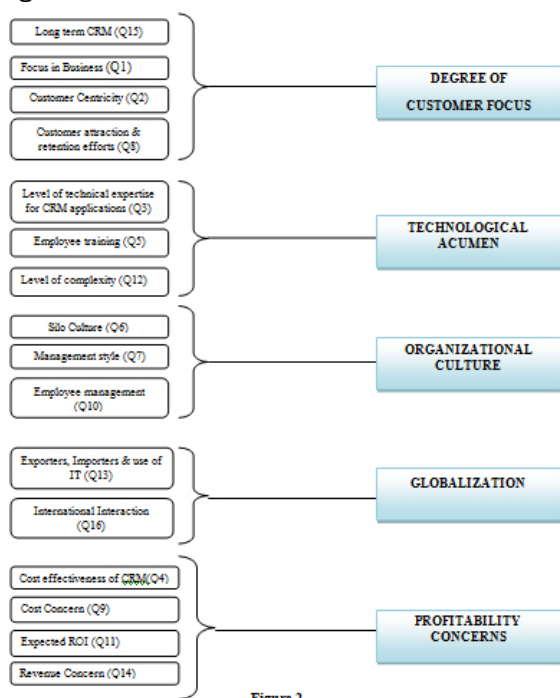 Long term CRM (Q15)
Focus in Business (Q1)
Customer Centricity (Q2)
Customer attraction &
retention efforts (Q8)
DEGREE OF
CUSTOMER FOCUS
Level of technical expertise
for CRM applications (Q3)
Employee training (Q5)
Level of complexity (Q12)
TECHNOLOGICAL
ACUMEN
Silo Culture (Q6)
Management style (Q7)
Employee management
(Q10)
ORGANIZATIONAL
CULTURE
Exporters, Importers & use of
IT (Q13)
International Interaction
(Q16)
GLOBALIZATION
Cost effectiveness of CRM(Q4)
Cost Concern (Q9)
Expected ROI (Q11)
Revenue Concern (Q14)
PROFITABILITY
CONCERNS